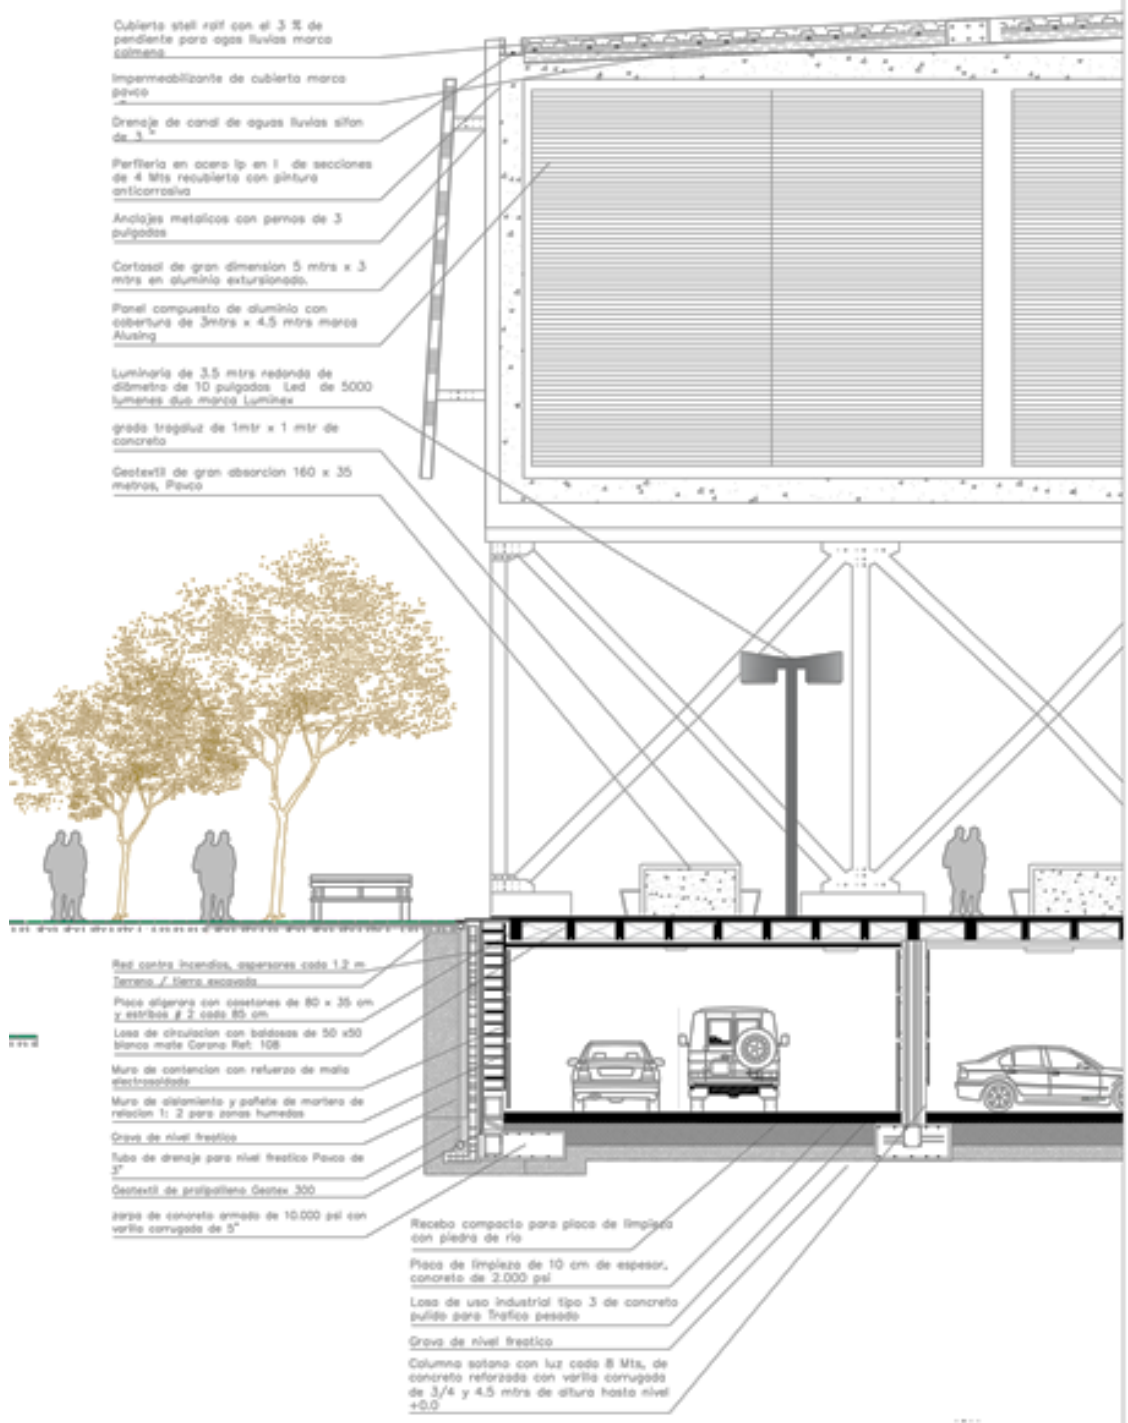 Cubierta stell rolf con el 3 % de
pendiente para agas lluvias marca
colmena
Impermeabilizante de cubierta marca
pavco
Drenaje de canal de aguas lluvias sifon
de 3 "
Perfileria en acero Ip en I de secciones
de 4 Mts recubierta con pintura
anticorrosiva
Anclajes metalicos con pernos de 3
pulgadas
Cortasol de gran dimension 5 mtrs x 3
mtrs en aluminio extursionado.
Panel compuesto de aluminio con
cobertura de 3mtrs x 4.5 mtrs marca
Alusing
Luminaria de 3.5 mtrs redonda de
diámetro de 10 pulgadas Led de 5000
lumenes duo marca Luminex
grada tragaluz de 1mtr x 1 mtr de
concreto
Geotextil de gran absorcion 160 x 35
metros, Pavco
Red contra incendios, aspersores cada 1.2 m
Terreno / tierra excavada
Placa aligerara con casetones de 80 x 35 cm
y estribos # 2 cada 85 cm
Losa de circulacion con baldosas de 50 x50
blanco mate Corona Ref: 108
Muro de contencion con refuerzo de malla
electrosoldada
Muro de aislamiento y pañete de mortero de
relacion 1: 2 para zonas humedas
Grava de nivel freatico
Tubo de drenaje para nivel freatico Pavco de
3"
Geotextil de prolipolieno Geotex 300
zarpa de concreto armado de 10.000 psi con
varilla corrugada de 5"
Recebo compacto para placa de limpieza
con piedra de rio
Placa de limpieza de 10 cm de espesor,
concreto de 2.000 psi
Losa de uso industrial tipo 3 de concreto
pulido para Trafico pesado
Grava de nivel freatico
Columna sotano con luz cada 8 Mts, de
concreto reforzada con varilla corrugada
de 3/4 y 4.5 mtrs de altura hasta nivel
+0.0